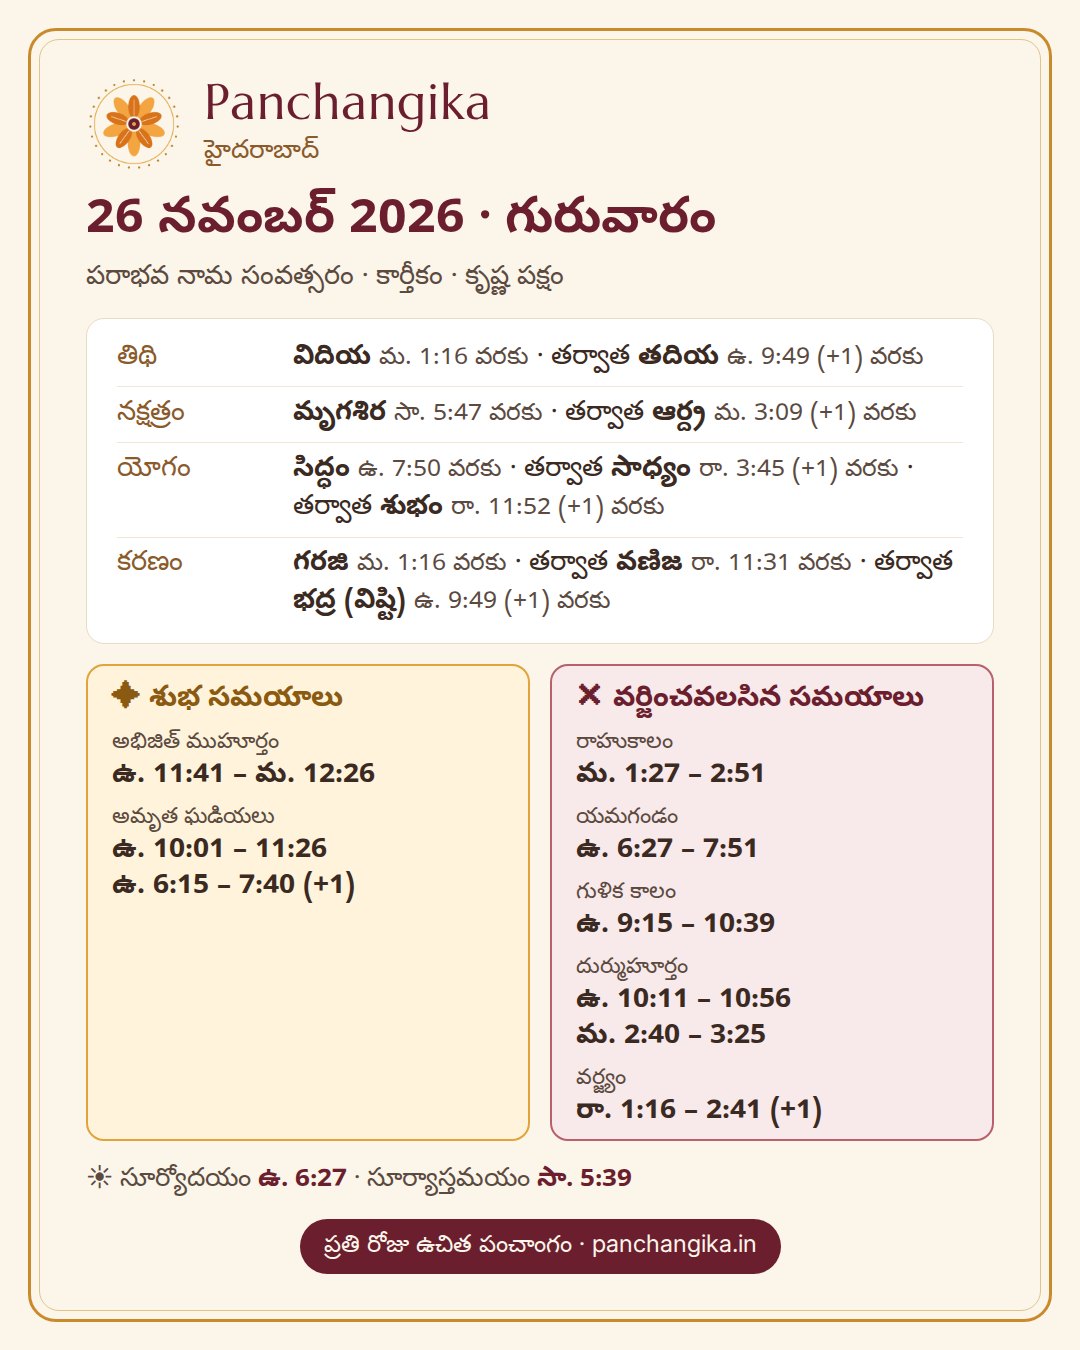 Panchangika
హైదరాబాద్
26 నవంబర్ 2026 · గురువారం
పరాభవ నామ సంవత్సరం · కార్తీకం · కృష్ణ పక్షం
తిథి విదియ మ. 1:16 వరకు · తర్వాత తదియ ఉ. 9:49 (+1) వరకు
నక్షత్రం మృగశిర సా. 5:47 వరకు · తర్వాత ఆర్ద్ర మ. 3:09 (+1) వరకు
యోగం సిద్ధం ఉ. 7:50 వరకు · తర్వాత సాధ్యం రా. 3:45 (+1) వరకు ·
తర్వాత శుభం రా. 11:52 (+1) వరకు
కరణం గరజి మ. 1:16 వరకు · తర్వాత వణిజ రా. 11:31 వరకు · తర్వాత
భద్ర (విష్టి) ఉ. 9:49 (+1) వరకు
శుభ సమయాలు
అభిజిత్ ముహూర్తం
ఉ. 11:41 – మ. 12:26
అమృత ఘడియలు
ఉ. 10:01 – 11:26
ఉ. 6:15 – 7:40 (+1)
వర్జించవలసిన సమయాలు
రాహుకాలం
మ. 1:27 – 2:51
యమగండం
ఉ. 6:27 – 7:51
గుళిక కాలం
ఉ. 9:15 – 10:39
దుర్ముహూర్తం
ఉ. 10:11 – 10:56
మ. 2:40 – 3:25
వర్జ్యం
రా. 1:16 – 2:41 (+1)
సూర్యోదయం ఉ. 6:27 · సూర్యాస్తమయం సా. 5:39
ప్రతి రోజు ఉచిత పంచాంగం · panchangika.in